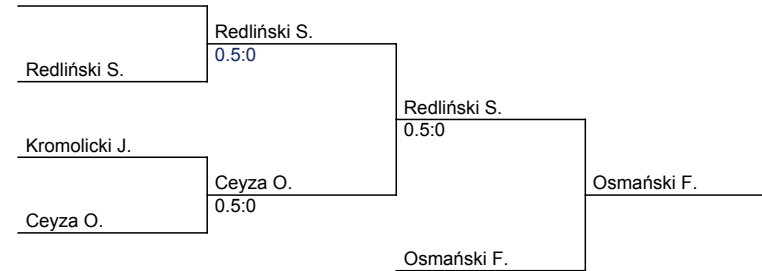 Redliński S.
0.5:0
Redliński S.
Redliński S.
0.5:0
Kromolicki J.
Ceyza O.
0.5:0
Osmański F.
Ceyza O.
Osmański F.